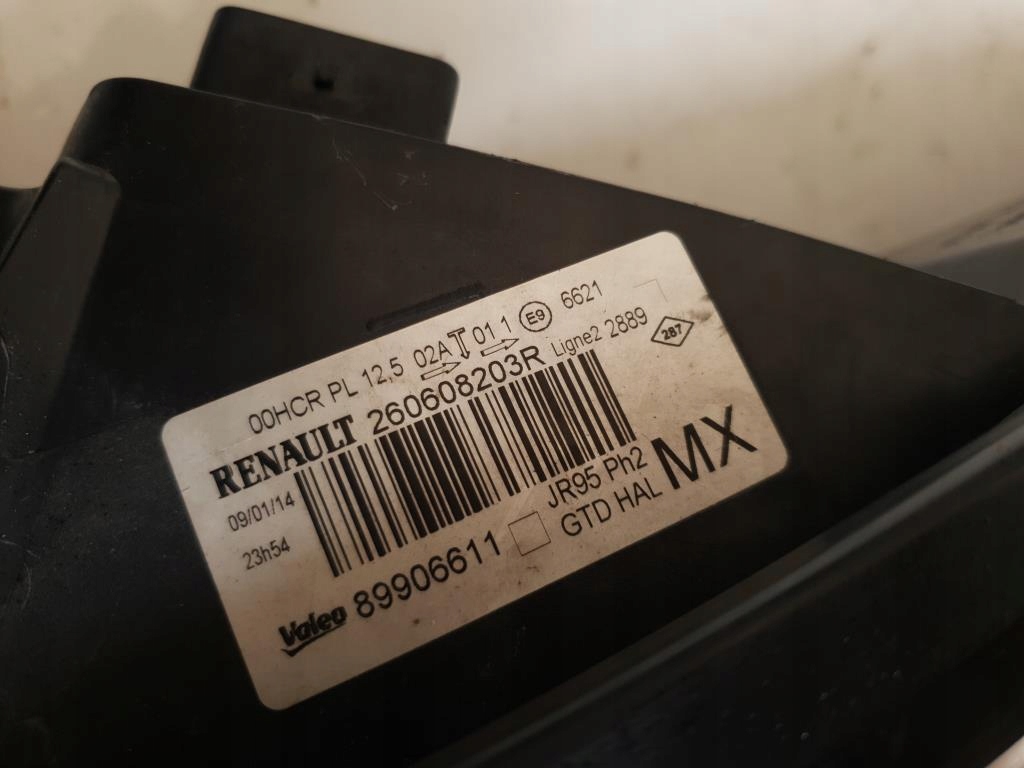 00HCR PL 12,5 02A 01 1 E9 6621
RENAULT 260608203R Ligne2 2889
287
09/01/14
23h54
JR95 Ph2
GTD HAL MX
Valeo 89906611